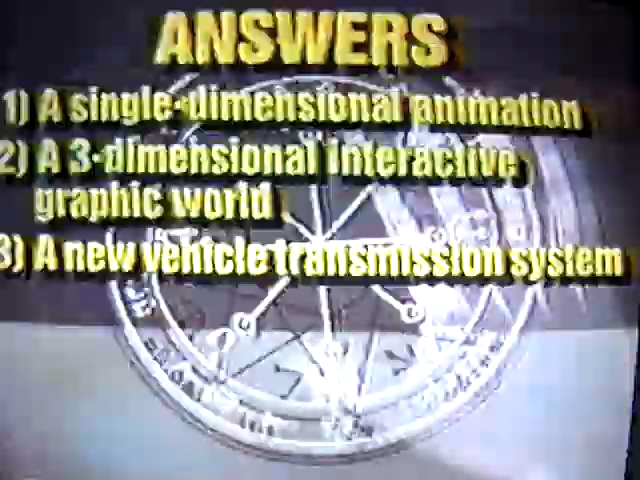 ANSWERS
1) A single-dimensional animation
2) A 3-dimensional interactive
graphic world
3) A new vehicle transmission system